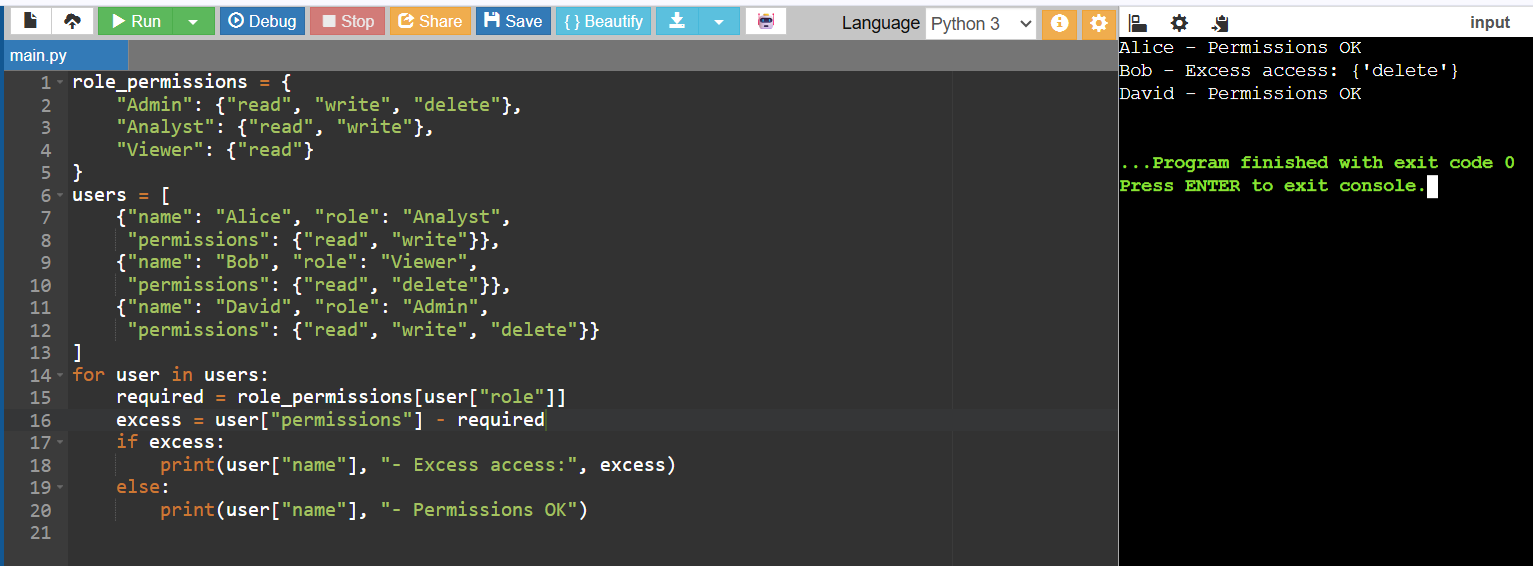 Run Debug Stop Share Save { } Beautify Language Python 3 input
main.py
1 role_permissions = {
2     "Admin": {"read", "write", "delete"},
3     "Analyst": {"read", "write"},
4     "Viewer": {"read"}
5 }
6 users = [
7     {"name": "Alice", "role": "Analyst",
8      "permissions": {"read", "write"}},
9     {"name": "Bob", "role": "Viewer",
10      "permissions": {"read", "delete"}},
11     {"name": "David", "role": "Admin",
12      "permissions": {"read", "write", "delete"}}
13 ]
14 for user in users:
15     required = role_permissions[user["role"]]
16     excess = user["permissions"] - required
17     if excess:
18         print(user["name"], "- Excess access:", excess)
19     else:
20         print(user["name"], "- Permissions OK")
21
Alice - Permissions OK
Bob - Excess access: {'delete'}
David - Permissions OK
...Program finished with exit code 0
Press ENTER to exit console.